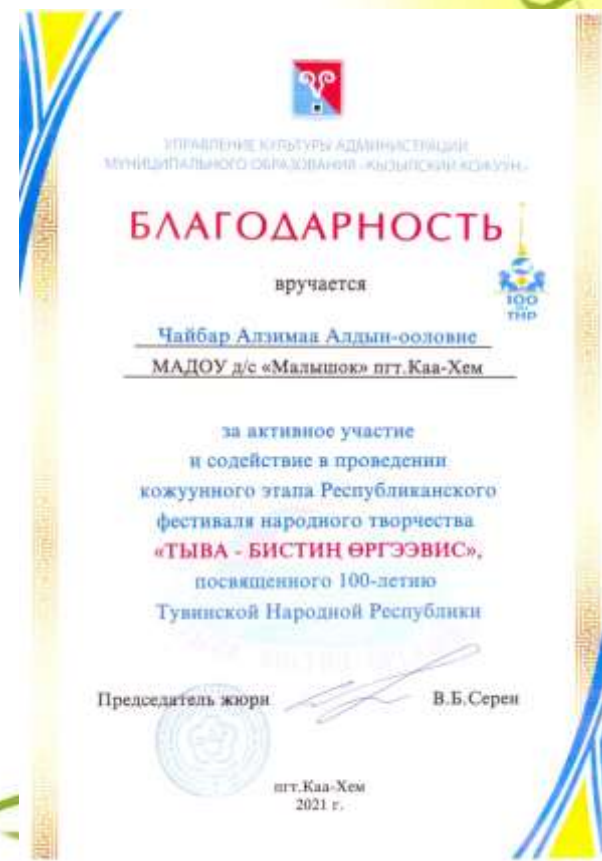 УПРАВЛЕНИЕ КУЛЬТУРЫ АДМИНИСТРАЦИИ
МУНИЦИПАЛЬНОГО ОБРАЗОВАНИЯ «КЫЗЫЛСКИЙ КОЖУУН»
БЛАГОДАРНОСТЬ
вручается
100
ТНР
Чайбар Алзимаа Алдын-ооловне
МАДОУ д/с «Малышок» пгт.Каа-Хем
за активное участие
и содействие в проведении
кожуунного этапа Республиканского
фестиваля народного творчества
«ТЫВА - БИСТИҢ ӨРГЭЭВИС»,
посвященного 100-летию
Тувинской Народной Республики
Председатель жюри В.Б.Серен
пгт.Каа-Хем
2021 г.